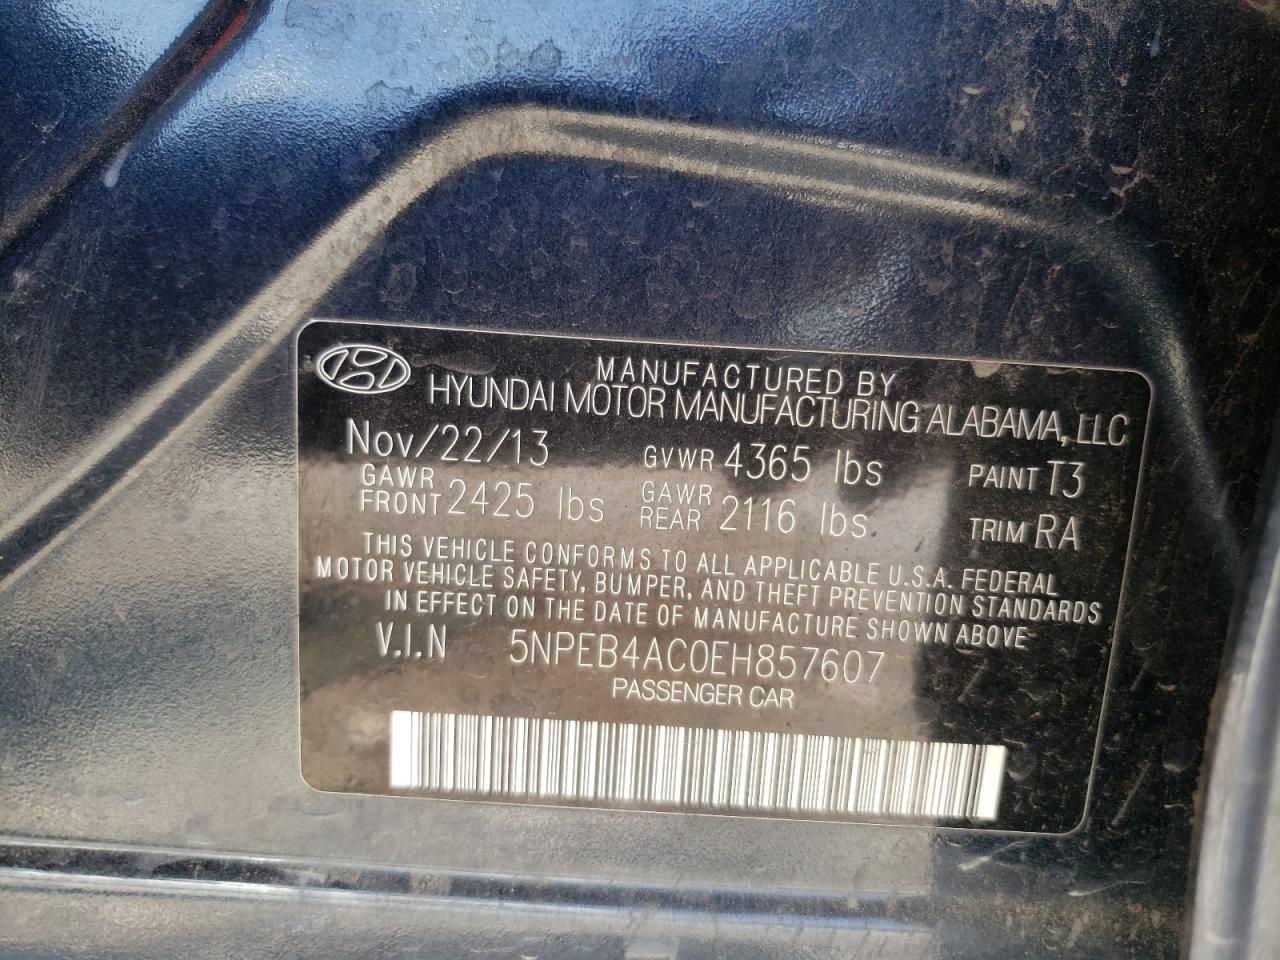 MANUFACTURED BY
HYUNDAI MOTOR MANUFACTURING ALABAMA, LLC
Nov/22/13 GVWR 4365 lbs PAINT T3
GAWR FRONT 2425 lbs GAWR REAR 2116 lbs TRIM RA
THIS VEHICLE CONFORMS TO ALL APPLICABLE U.S.A. FEDERAL
MOTOR VEHICLE SAFETY, BUMPER, AND THEFT PREVENTION STANDARDS
IN EFFECT ON THE DATE OF MANUFACTURE SHOWN ABOVE
V.I.N 5NPEB4AC0EH857607
PASSENGER CAR